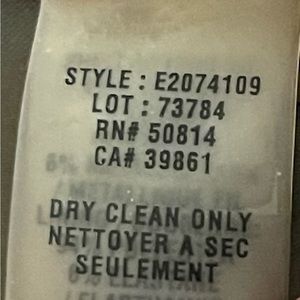 STYLE : E2074109
LOT : 73784
RN# 50814
CA# 39861
DRY CLEAN ONLY
NETTOYER A SEC
SEULEMENT